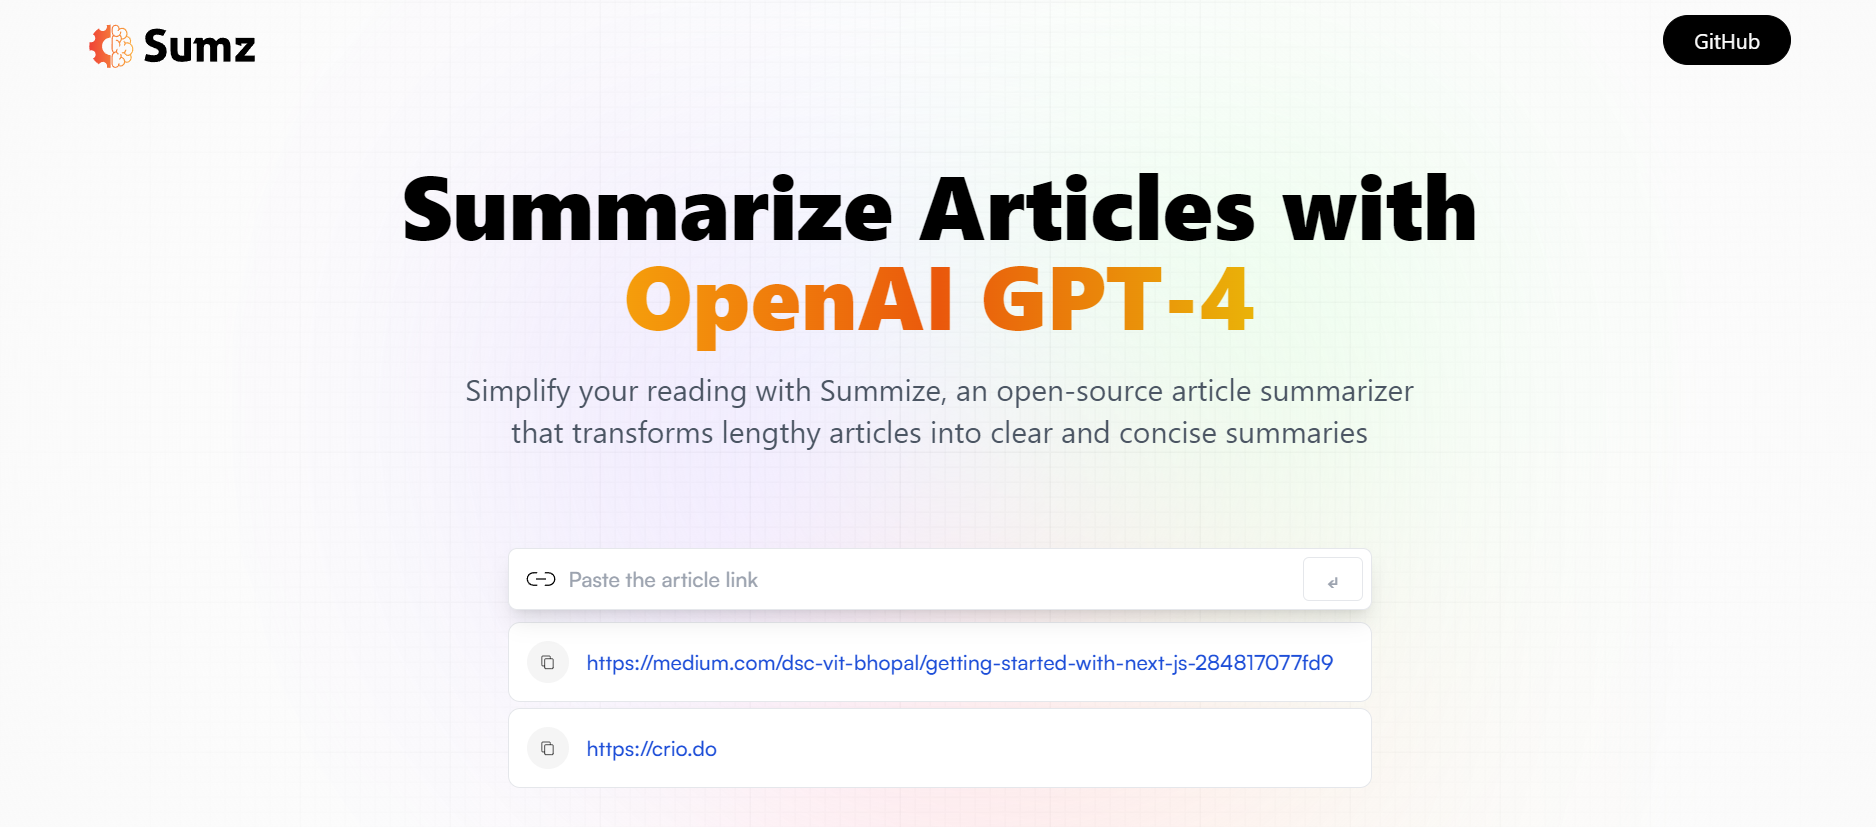 Sumz
GitHub
Summarize Articles with
OpenAI GPT-4
Simplify your reading with Summize, an open-source article summarizer
that transforms lengthy articles into clear and concise summaries
Paste the article link
↵
https://medium.com/dsc-vit-bhopal/getting-started-with-next-js-284817077fd9
https://crio.do